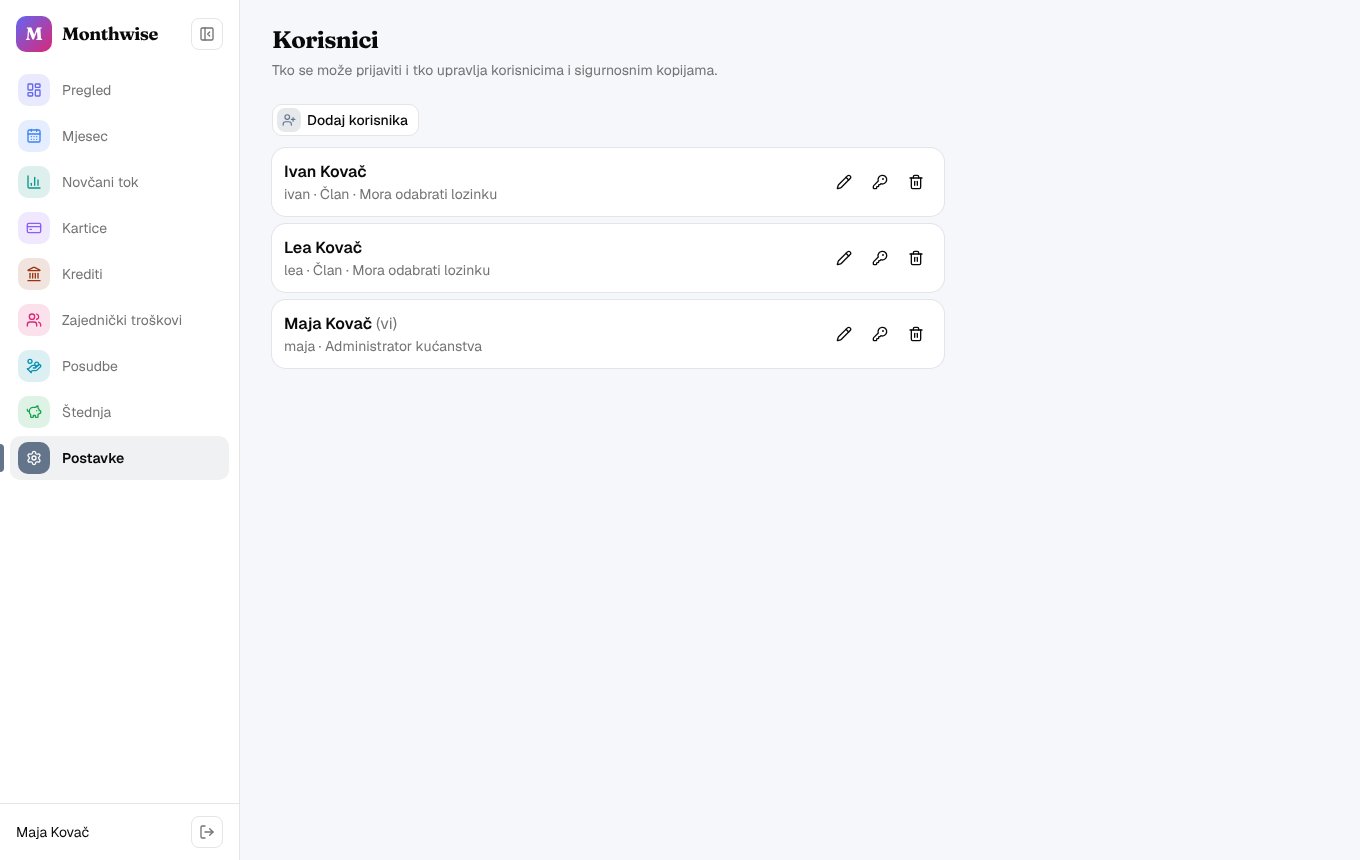 M
Monthwise
Pregled
Mjesec
Novčani tok
Kartice
Krediti
Zajednički troškovi
Posudbe
Štednja
Postavke
Maja Kovač
Korisnici
Tko se može prijaviti i tko upravlja korisnicima i sigurnosnim kopijama.
Dodaj korisnika
Ivan Kovač
ivan · Član · Mora odabrati lozinku
Lea Kovač
lea · Član · Mora odabrati lozinku
Maja Kovač (vi)
maja · Administrator kućanstva